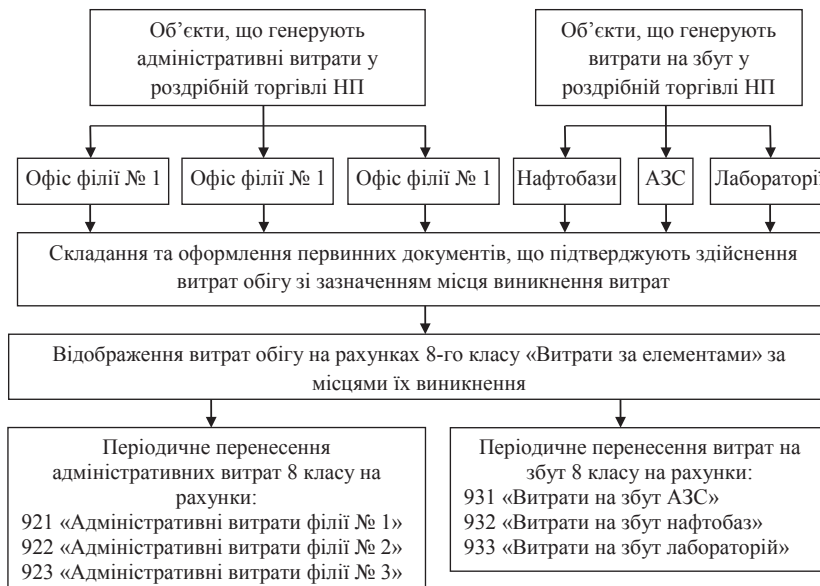 Об’єкти, що генерують
адміністративні витрати у
роздрібній торгівлі НП
Об’єкти, що генерують
витрати на збут у
роздрібній торгівлі НП
Офіс філії № 1
Офіс філії № 1
Офіс філії № 1
Нафтобази
АЗС
Лабораторії
Складання та оформлення первинних документів, що підтверджують здійснення
витрат обігу зі зазначенням місця виникнення витрат
Відображення витрат обігу на рахунках 8-го класу «Витрати за елементами» за
місцями їх виникнення
Періодичне перенесення
адміністративних витрат 8 класу на
рахунки:
921 «Адміністративні витрати філії № 1»
922 «Адміністративні витрати філії № 2»
923 «Адміністративні витрати філії № 3»
Періодичне перенесення витрат на
збут 8 класу на рахунки:
931 «Витрати на збут АЗС»
932 «Витрати на збут нафтобаз»
933 «Витрати на збут лабораторій»